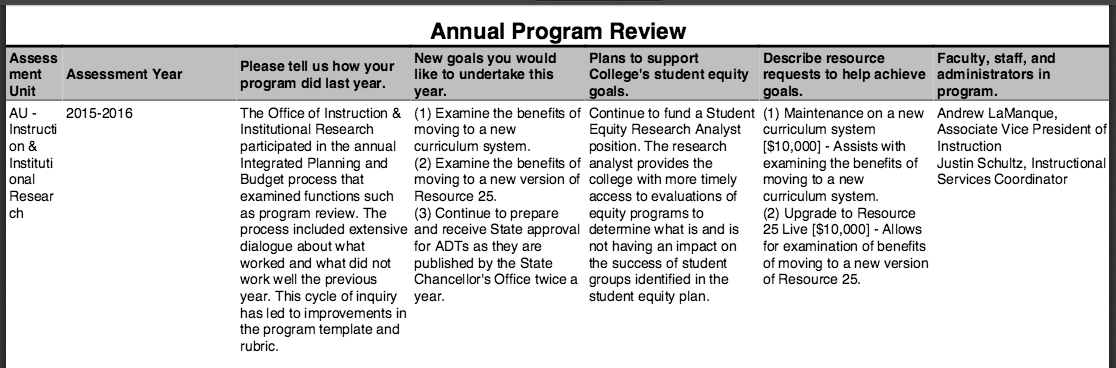 Annual Program Review
Assess
ment
Unit
Assessment Year
Please tell us how your
program did last year.
New goals you would
like to undertake this
year.
Plans to support
College's student equity
goals.
Describe resource
requests to help achieve
goals.
Faculty, staff, and
administrators in
program.
AU -
Instructi
on &
Instituti
onal
Resear
ch
2015-2016
The Office of Instruction &
Institutional Research
participated in the annual
Integrated Planning and
Budget process that
examined functions such
as program review. The
process included extensive
dialogue about what
worked and what did not
work well the previous
year. This cycle of inquiry
has led to improvements in
the program template and
rubric.
(1) Examine the benefits of
moving to a new
curriculum system.
(2) Examine the benefits of
moving to a new version of
Resource 25.
(3) Continue to prepare
and receive State approval
for ADTs as they are
published by the State
Chancellor's Office twice a
year.
Continue to fund a Student
Equity Research Analyst
position. The research
analyst provides the
college with more timely
access to evaluations of
equity programs to
determine what is and is
not having an impact on
the success of student
groups identified in the
student equity plan.
(1) Maintenance on a new
curriculum system
[$10,000] - Assists with
examining the benefits of
moving to a new
curriculum system.
(2) Upgrade to Resource
25 Live [$10,000] - Allows
for examination of benefits
of moving to a new version
of Resource 25.
Andrew LaManque,
Associate Vice President of
Instruction
Justin Schultz, Instructional
Services Coordinator